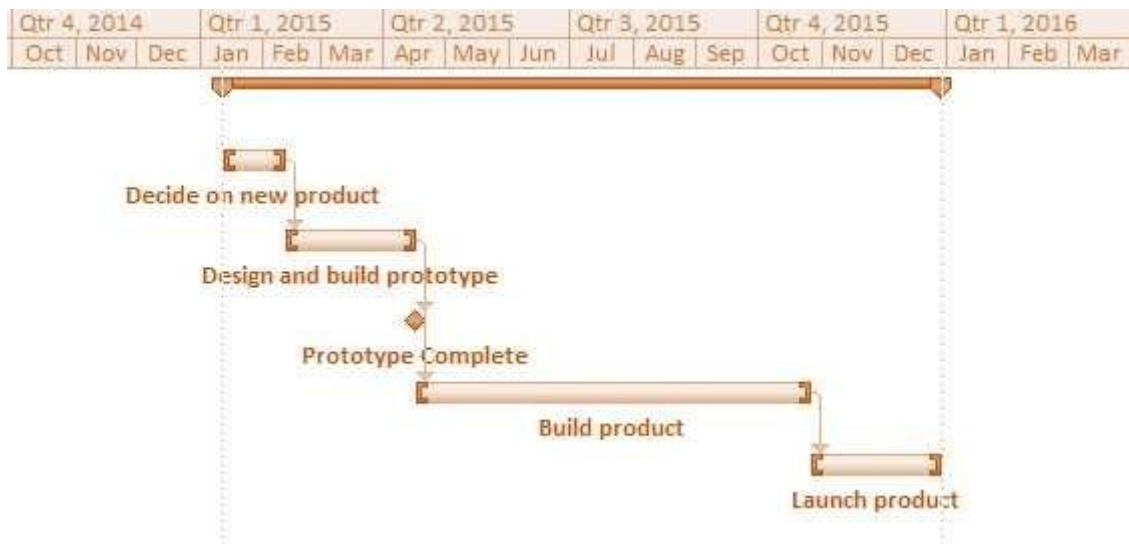 Qtr 4, 2014 Qtr 1, 2015 Qtr 2, 2015 Qtr 3, 2015 Qtr 4, 2015 Qtr 1, 2016
Oct Nov Dec Jan Feb Mar Apr May Jun Jul Aug Sep Oct Nov Dec Jan Feb Mar
Decide on new product
Design and build prototype
Prototype Complete
Build product
Launch product